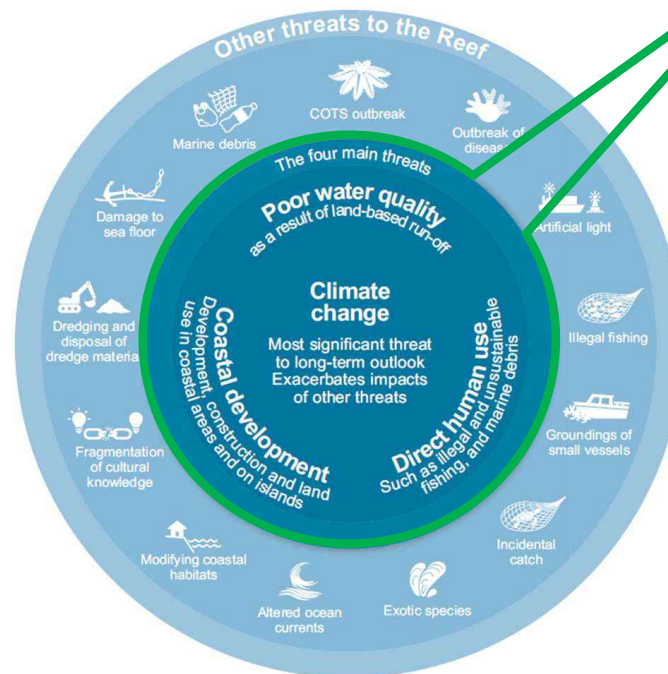 Other threats to the Reef
COTS outbreak
Outbreak of
disease
Artificial light
Illegal fishing
Groundings of
small vessels
Incidental
catch
Exotic species
Altered ocean
currents
Modifying coastal
habitats
Fragmentation
of cultural
knowledge
Dredging and
disposal of
dredge material
Damage to
sea floor
Marine debris
The four main threats
Poor water quality
as a result of land-based run-off
Climate
change
Most significant threat
to long-term outlook
Exacerbates impacts
of other threats
Direct human use
Such as illegal and unsustainable
fishing, and marine debris
Coastal development
Development, construction and land
use in coastal areas and on islands